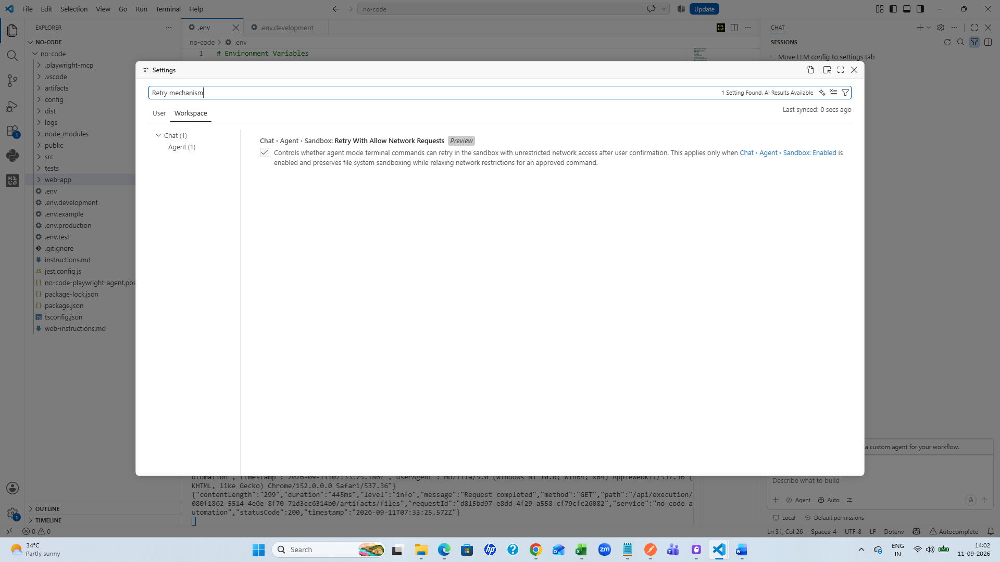 File Edit Selection View Go Run Terminal Help
no-code
Update
EXPLORER
NO-CODE
no-code
.playwright-mcp
.vscode
artifacts
config
dist
logs
node_modules
public
src
tests
web-app
.env
.env.development
.env.example
.env.production
.env.test
.gitignore
instructions.md
JS jest.config.js
{} no-code-playwright-agent.pos
{} package-lock.json
{} package.json
TS tsconfig.json
web-instructions.md
OUTLINE
TIMELINE
1
1
.env
.env.development
no-code > .env
1 # Environment Variables
Settings
Retry mechanism
1 Setting Found. AI Results Available
User
Workspace
Last synced: 0 secs ago
Chat (1)
Agent (1)
Chat › Agent › Sandbox: Retry With Allow Network Requests Preview
Controls whether agent mode terminal commands can retry in the sandbox with unrestricted network access after user confirmation. This applies only when Chat › Agent › Sandbox: Enabled is
enabled and preserves file system sandboxing while relaxing network restrictions for an approved command.
utomation","timestamp":"2026-09-11T07:33:25.186Z","userAgent":"Mozilla/5.0 (Windows NT 10.0; Win64; x64) AppleWebKit/537.36 (
KHTML, like Gecko) Chrome/152.0.0.0 Safari/537.36"}
{"contentLength":"299","duration":"445ms","level":"info","message":"Request completed","method":"GET","path":"/api/execution/
080f1862-5514-4e6e-8f70-71d3cc6314b0/artifacts/files","requestId":"d815bd97-e8dd-4f29-a558-cf79cfc26082","service":"no-code-a
utomation","statusCode":200,"timestamp":"2026-09-11T07:33:25.572Z"}
CHAT
SESSIONS
Move LLM config to settings tab
a custom agent for your workflow.
Describe what to build
Agent
Auto
Local
Default permissions
0 0
Ln 31, Col 26
Spaces: 4
UTF-8
LF
Dotenv
Autocomplete
34°C
Partly sunny
Search
hp
zm
ENG
IN
14:02
11-09-2026